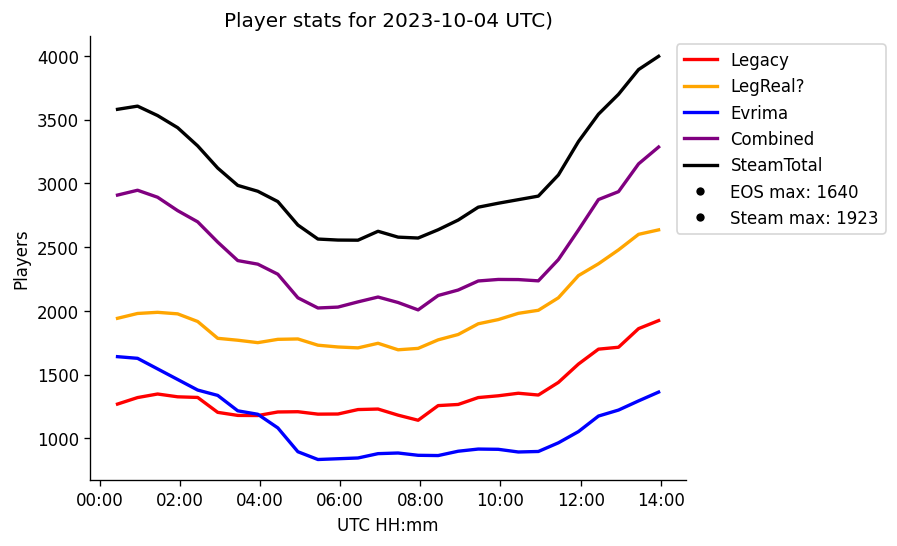 Player stats for 2023-10-04 UTC)
4000
3500
3000
2500
2000
1500
1000
Players
00:00 02:00 04:00 06:00 08:00 10:00 12:00 14:00
UTC HH:mm
Legacy
LegReal?
Evrima
Combined
SteamTotal
EOS max: 1640
Steam max: 1923